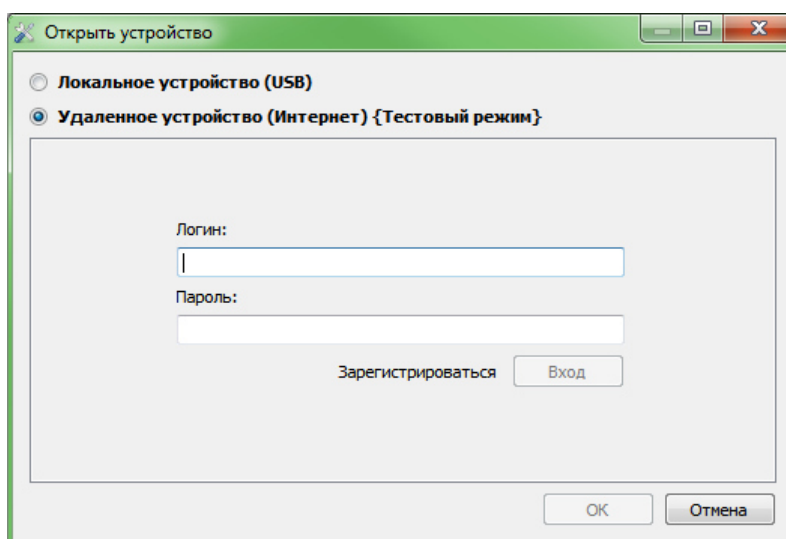 Открыть устройство
Локальное устройство (USB)
Удаленное устройство (Интернет) {Тестовый режим}
Логин:
Пароль:
Зарегистрироваться Вход
OK Отмена